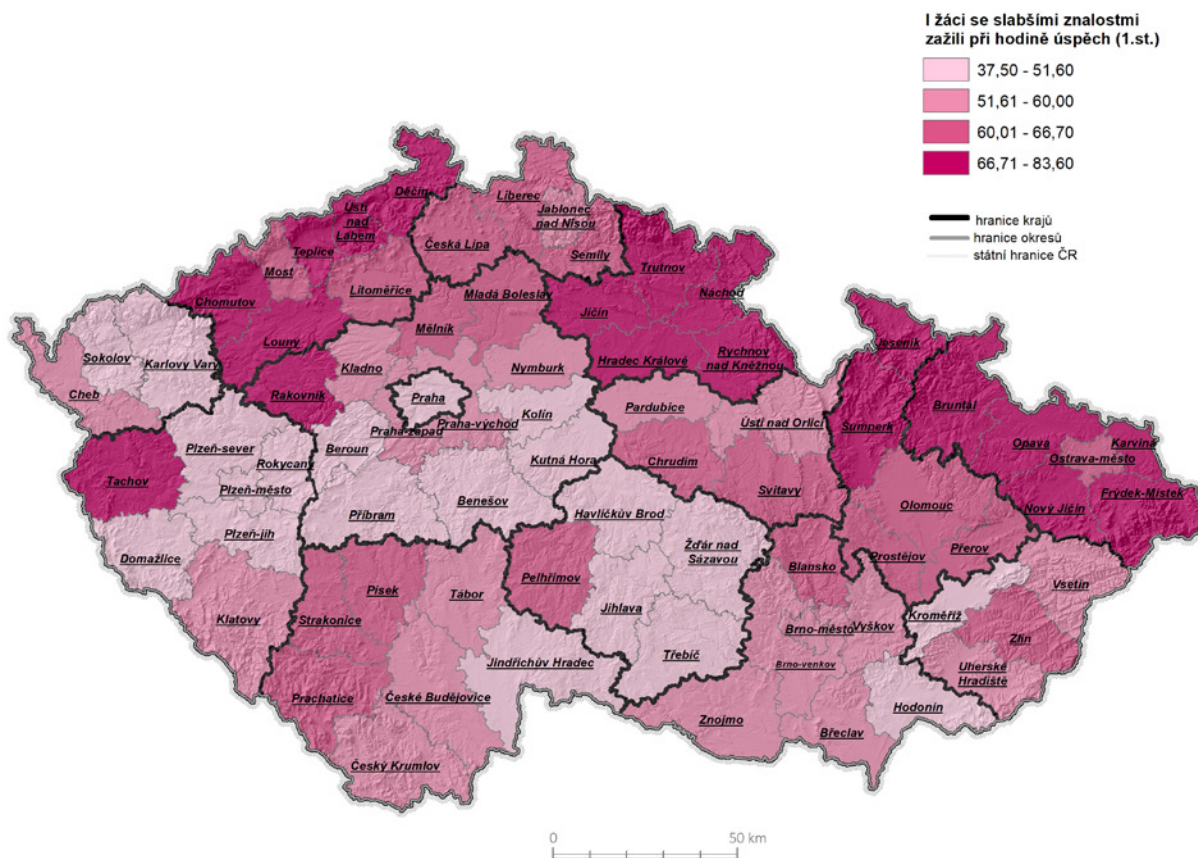 I žáci se slabšími znalostmi
zažili při hodině úspěch (1.st.)
37,50 - 51,60
51,61 - 60,00
60,01 - 66,70
66,71 - 83,60
hranice krajů
hranice okresů
státní hranice ČR
Děčín
Ústí
nad
Labem
Teplice
Liberec
Jablonec
nad Nisou
Česká Lípa
Semily
Most
Litoměřice
Chomutov
Louny
Trutnov
Náchod
Jičín
Mladá Boleslav
Mělník
Hradec Králové
Rychnov
nad Kněžnou
Jeseník
Sokolov
Karlovy Vary
Cheb
Rakovník
Kladno
Nymburk
Praha
Kolín
Praha-západ
Praha-východ
Beroun
Pardubice
Ústí nad Orlicí
Šumperk
Bruntál
Opava
Karviná
Ostrava-město
Plzeň-sever
Rokycany
Tachov
Plzeň-město
Kutná Hora
Chrudim
Svitavy
Frýdek-Místek
Nový Jičín
Olomouc
Benešov
Příbram
Havlíčkův Brod
Plzeň-jih
Domažlice
Žďár nad
Sázavou
Prostějov
Přerov
Pelhřimov
Blansko
Vsetín
Písek
Tábor
Klatovy
Strakonice
Jihlava
Kroměříž
Brno-město
Vyškov
Zlín
Třebíč
Jindřichův Hradec
Brno-venkov
Uherské
Hradiště
Prachatice
České Budějovice
Hodonín
Znojmo
Břeclav
Český Krumlov
0
50 km